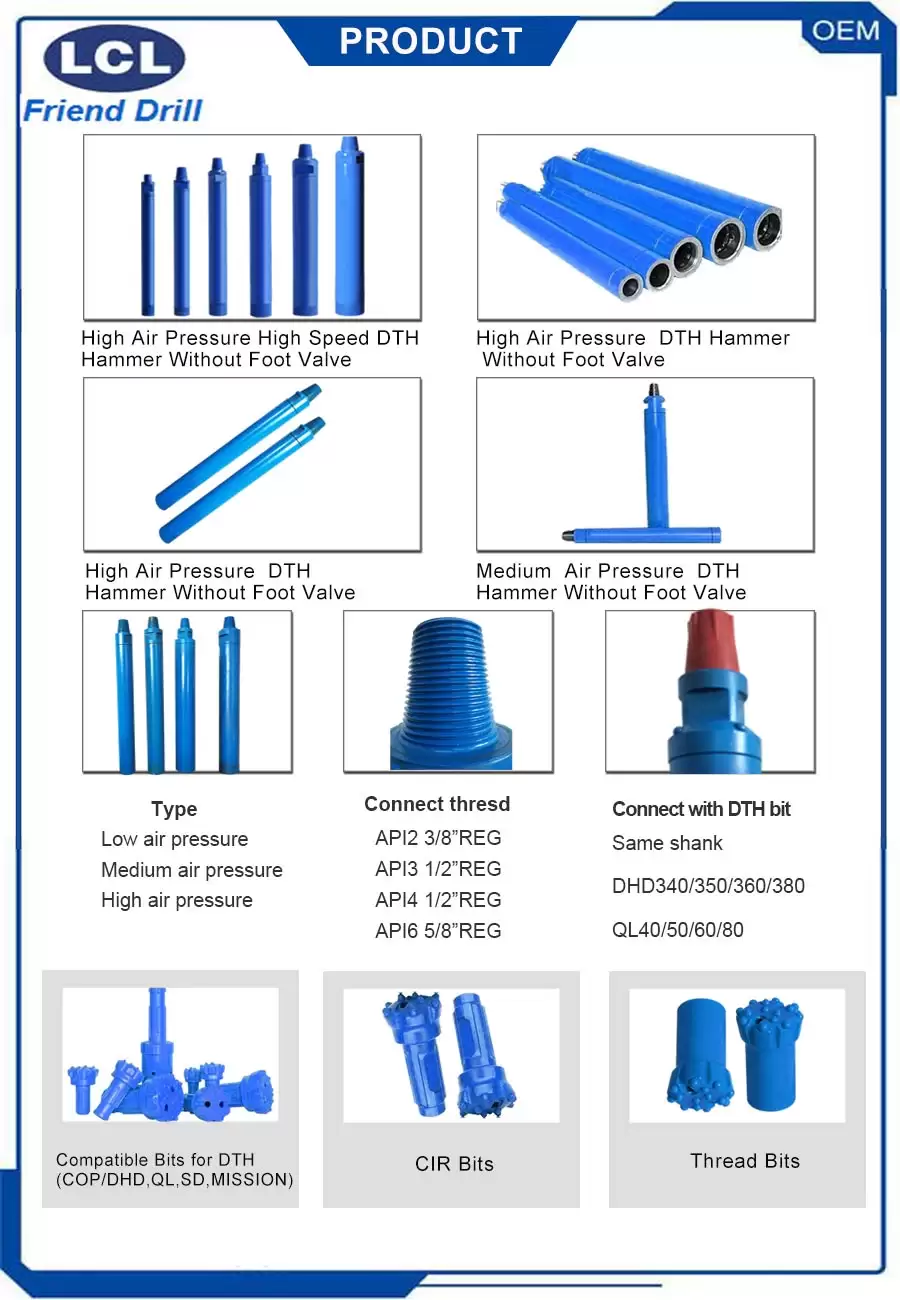 LCL
Friend Drill
PRODUCT
OEM
High Air Pressure High Speed DTH
Hammer Without Foot Valve
High Air Pressure DTH Hammer
Without Foot Valve
High Air Pressure DTH
Hammer Without Foot Valve
Medium Air Pressure DTH
Hammer Without Foot Valve
Type
Low air pressure
Medium air pressure
High air pressure
Connect thresd
API2 3/8”REG
API3 1/2”REG
API4 1/2”REG
API6 5/8”REG
Connect with DTH bit
Same shank
DHD340/350/360/380
QL40/50/60/80
Compatible Bits for DTH
(COP/DHD,QL,SD,MISSION)
CIR Bits
Thread Bits